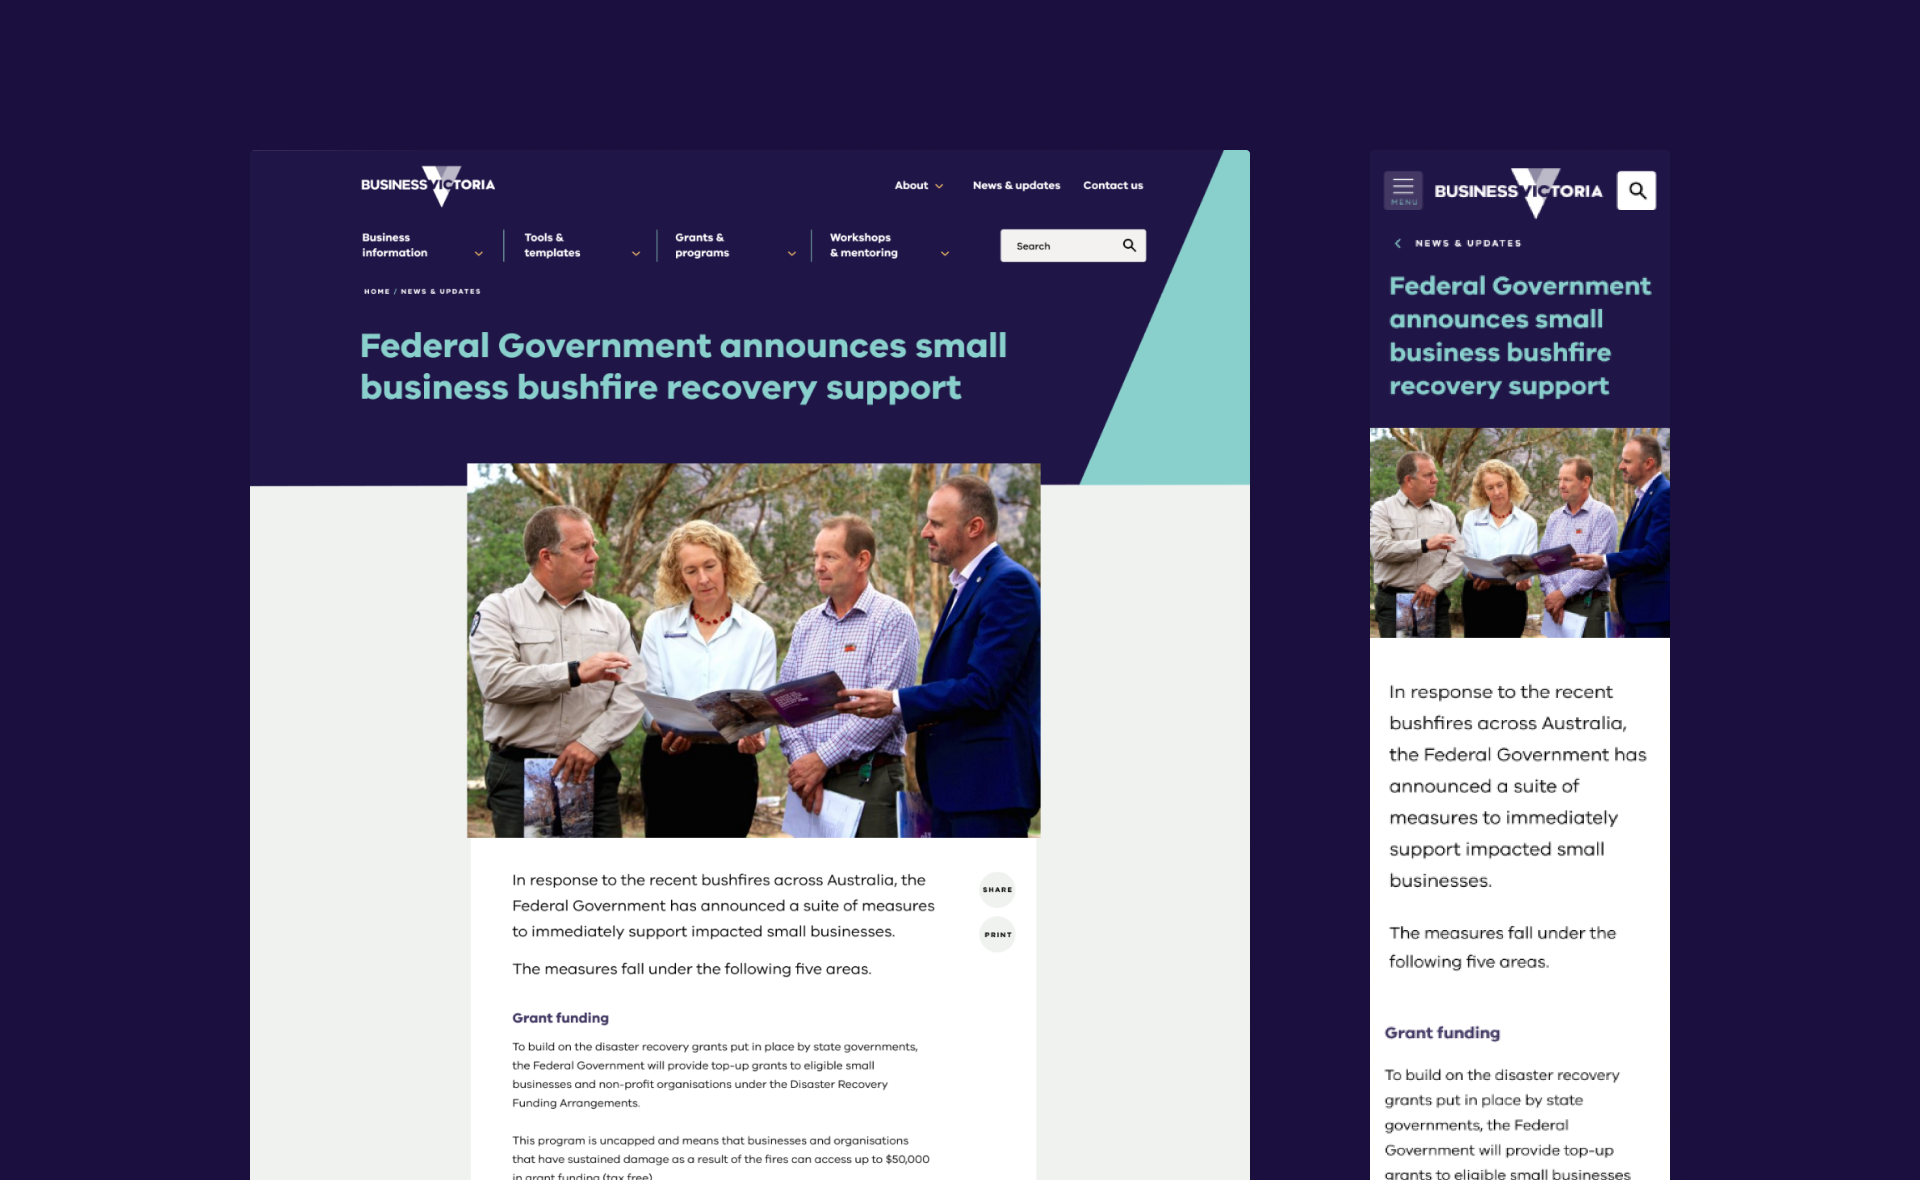 BUSINESS VICTORIA
About
News & updates
Contact us
Business
information
Tools &
templates
Grants &
programs
Workshops
& mentoring
Search
HOME / NEWS & UPDATES
Federal Government announces small
business bushfire recovery support
In response to the recent bushfires across Australia, the
Federal Government has announced a suite of measures
to immediately support impacted small businesses.
The measures fall under the following five areas.
SHARE
PRINT
Grant funding
To build on the disaster recovery grants put in place by state governments,
the Federal Government will provide top-up grants to eligible small
businesses and non-profit organisations under the Disaster Recovery
Funding Arrangements.
This program is uncapped and means that businesses and organisations
that have sustained damage as a result of the fires can access up to $50,000
in grant funding (tax free)
MENU
BUSINESS VICTORIA
NEWS & UPDATES
Federal Government
announces small
business bushfire
recovery support
In response to the recent
bushfires across Australia,
the Federal Government has
announced a suite of
measures to immediately
support impacted small
businesses.
The measures fall under the
following five areas.
Grant funding
To build on the disaster recovery
grants put in place by state
governments, the Federal
Government will provide top-up
grants to eligible small businesses